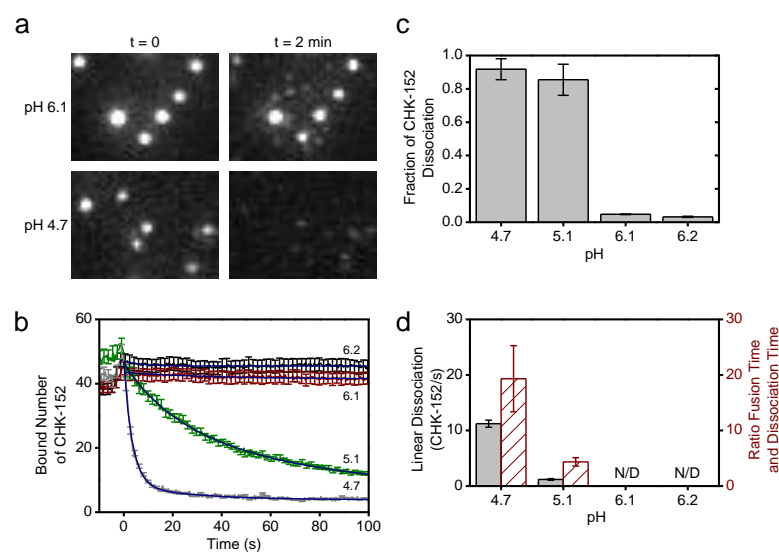 a
t = 0
t = 2 min
pH 6.1
pH 4.7
c
Fraction of CHK-152
Dissociation
1.0
0.8
0.6
0.4
0.2
0.0
4.7
5.1
6.1
6.2
pH
b
Bound Number
of CHK-152
60
40
20
0
6.2
6.1
5.1
4.7
0
20
40
60
80
100
Time (s)
d
Linear Dissociation
(CHK-152/s)
30
20
10
0
N/D
N/D
4.7
5.1
6.1
6.2
pH
30
20
10
0
Ratio Fusion Time
and Dissociation Time